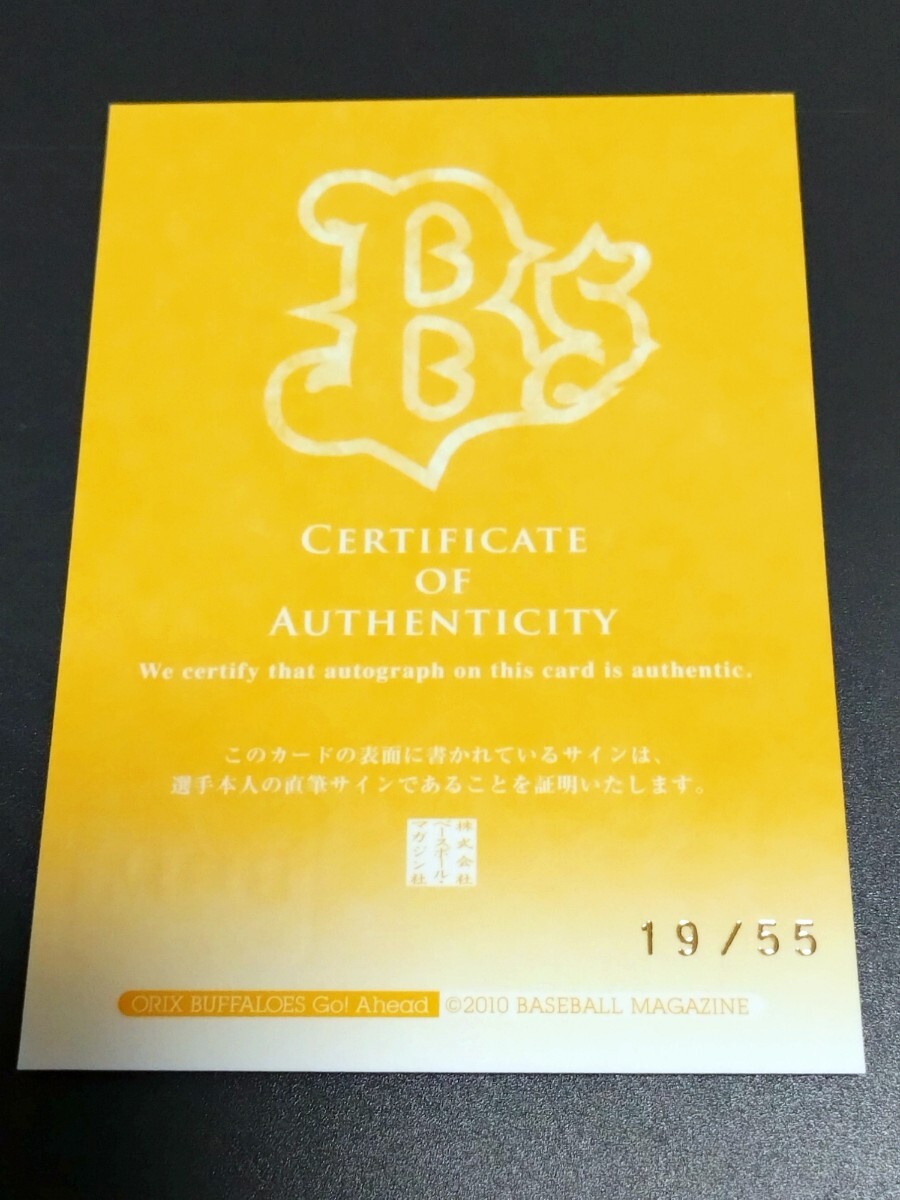 Bs
CERTIFICATE
OF
AUTHENTICITY
We certify that autograph on this card is authentic.
このカードの表面に書かれているサインは、
選手本人の直筆サインであることを証明いたします。
株式会社
ベースボール・
マガジン社
19/55
ORIX BUFFALOES Go! Ahead ©2010 BASEBALL MAGAZINE